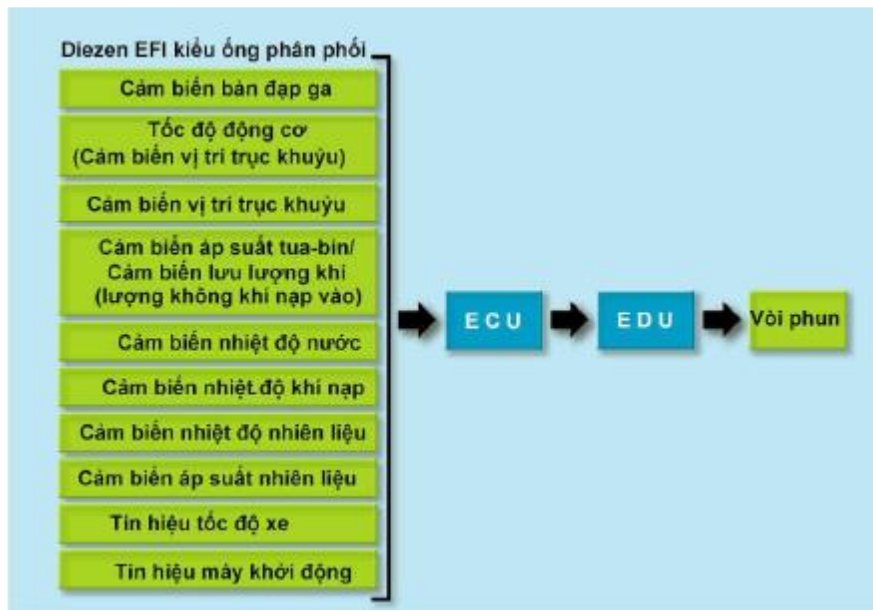 Diezen EFI kiểu ống phân phối
Cảm biến bàn đạp ga
Tốc độ động cơ
(Cảm biến vị trí trục khuỷu)
Cảm biến vị trí trục khuỷu
Cảm biến áp suất tua-bin/
Cảm biến lưu lượng khí
(lượng không khí nạp vào)
Cảm biến nhiệt độ nước
Cảm biến nhiệt độ khí nạp
Cảm biến nhiệt độ nhiên liệu
Cảm biến áp suất nhiên liệu
Tín hiệu tốc độ xe
Tín hiệu máy khởi động
ECU
EDU
Vòi phun